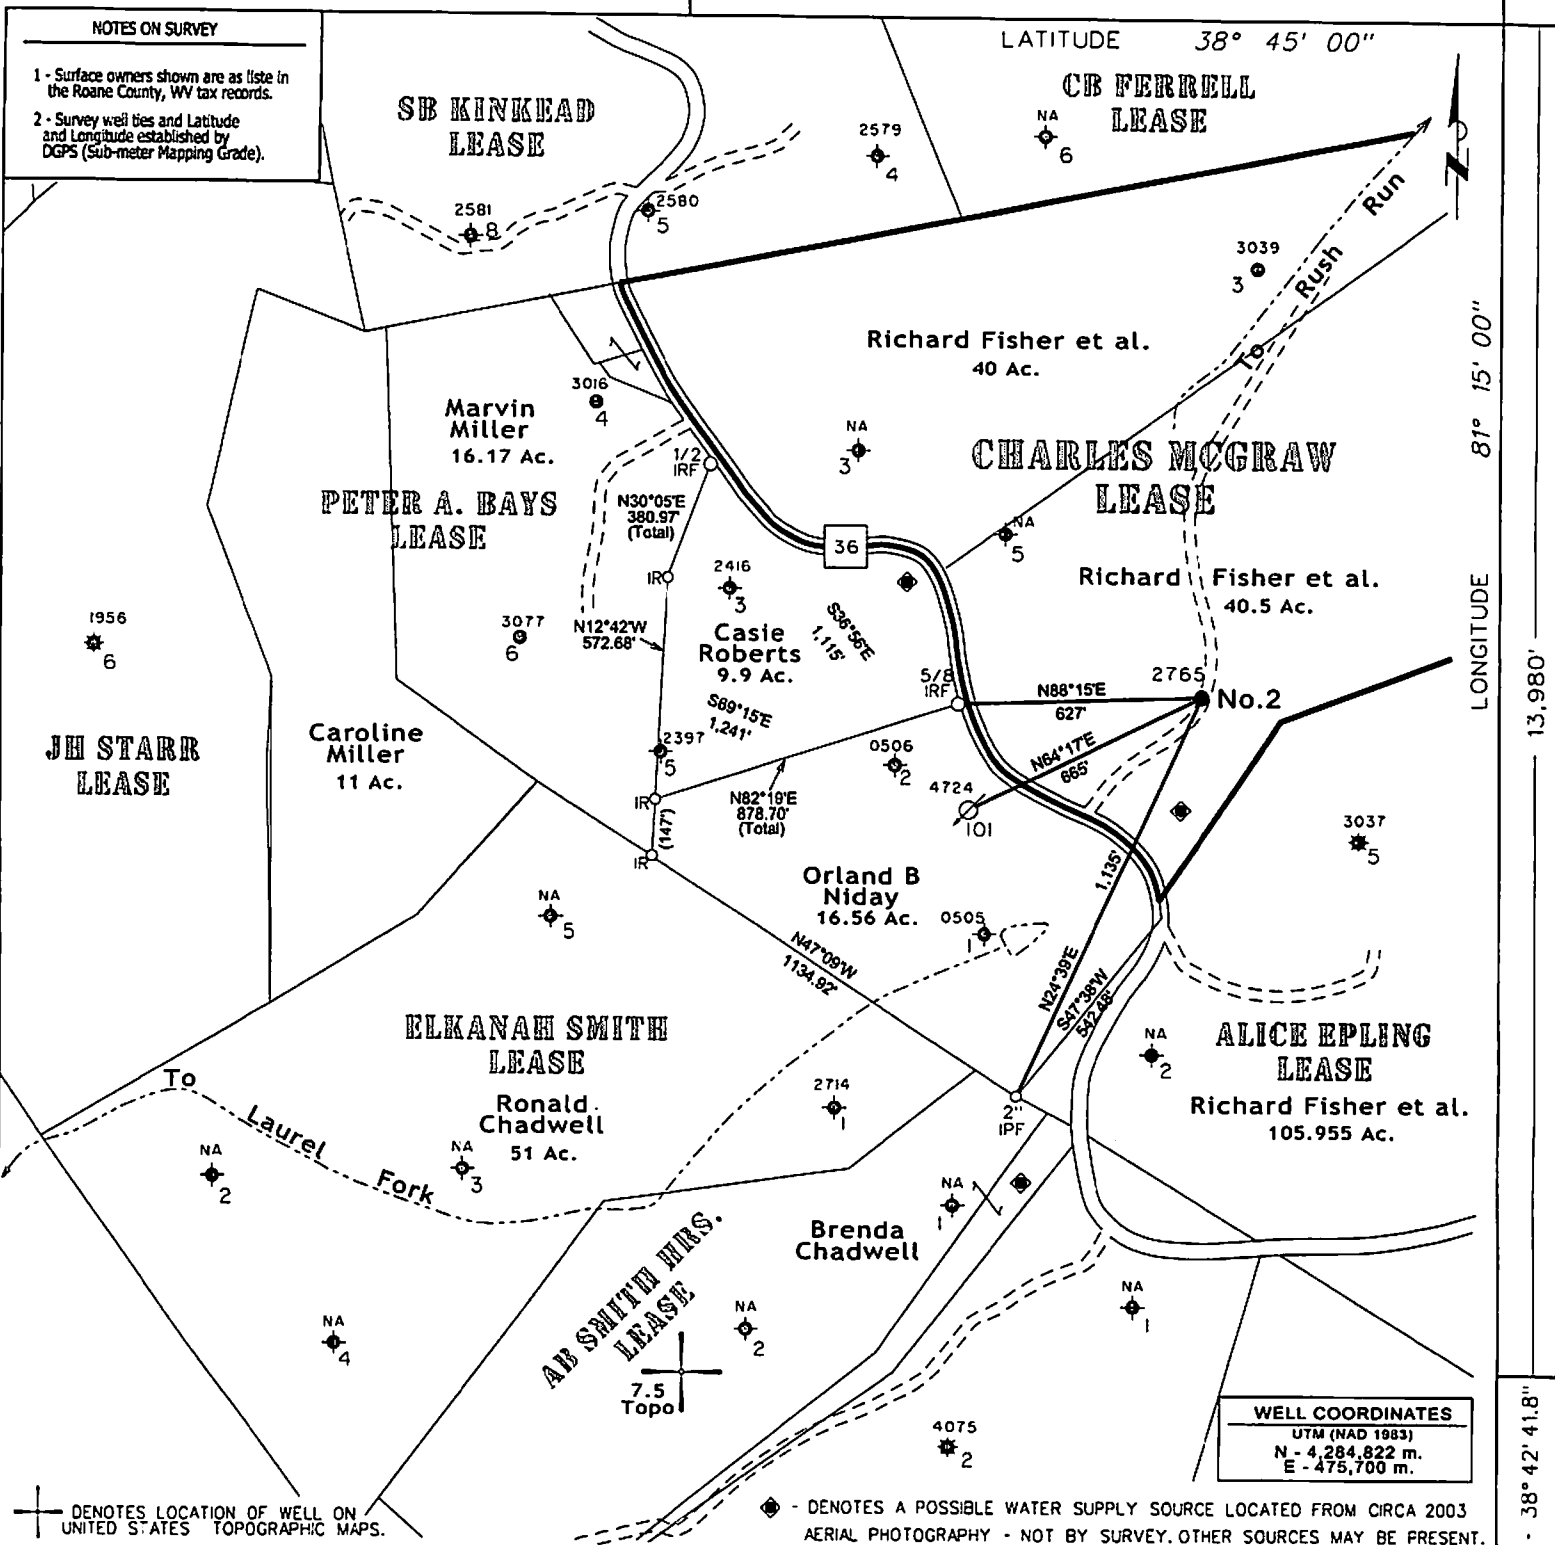 NOTES ON SURVEY
1 - Surface owners shown are as liste in
the Roane County, WV tax records.
2 - Survey well ties and Latitude
and Longitude established by
DGPS (Sub-meter Mapping Grade).
LATITUDE 38° 45' 00"
SB KINKEAD
LEASE
CB FERRELL
LEASE
NA
6
2579
4
2580
5
2581
8
N
Run
Rush
To
3039
3
LONGITUDE 81° 15' 00"
13,980'
Richard Fisher et al.
40 Ac.
3016
4
Marvin
Miller
16.17 Ac.
1/2
IRF
NA
3
CHARLES MCGRAW
LEASE
PETER A. BAYS
LEASE
N30°05'E
380.97'
(Total)
36
NA
5
IR
2416
3
Richard Fisher et al.
40.5 Ac.
1956
6
3077
6
N12°42'W
572.68'
Casie
Roberts
9.9 Ac.
S36°56'E
1,115'
5/8
IRF
N88°15'E
627'
2765
No.2
S69°15'E
1,241'
JH STARR
LEASE
Caroline
Miller
11 Ac.
2397
5
0506
2
N64°17'E
665'
IR
(147')
N82°19'E
878.70'
(Total)
4724
101
3037
5
IR
Orland B
Niday
16.56 Ac.
1,135'
N24°39'E
NA
5
0505
1
N47°09'W
1134.92'
S47°38'W
542.48'
ELKANAH SMITH
LEASE
ALICE EPLING
LEASE
NA
2
Richard Fisher et al.
105.955 Ac.
To
Laurel
Fork
Ronald
Chadwell
51 Ac.
2714
1
2"
IPF
NA
2
NA
3
NA
1
Brenda
Chadwell
AB SMITH HRS.
LEASE
NA
4
NA
2
NA
1
7.5
Topo
4075
2
WELL COORDINATES
UTM (NAD 1983)
N - 4,284,822 m.
E - 475,700 m.
- 38° 42' 41.8"
DENOTES LOCATION OF WELL ON
UNITED STATES TOPOGRAPHIC MAPS.
- DENOTES A POSSIBLE WATER SUPPLY SOURCE LOCATED FROM CIRCA 2003
AERIAL PHOTOGRAPHY - NOT BY SURVEY. OTHER SOURCES MAY BE PRESENT.